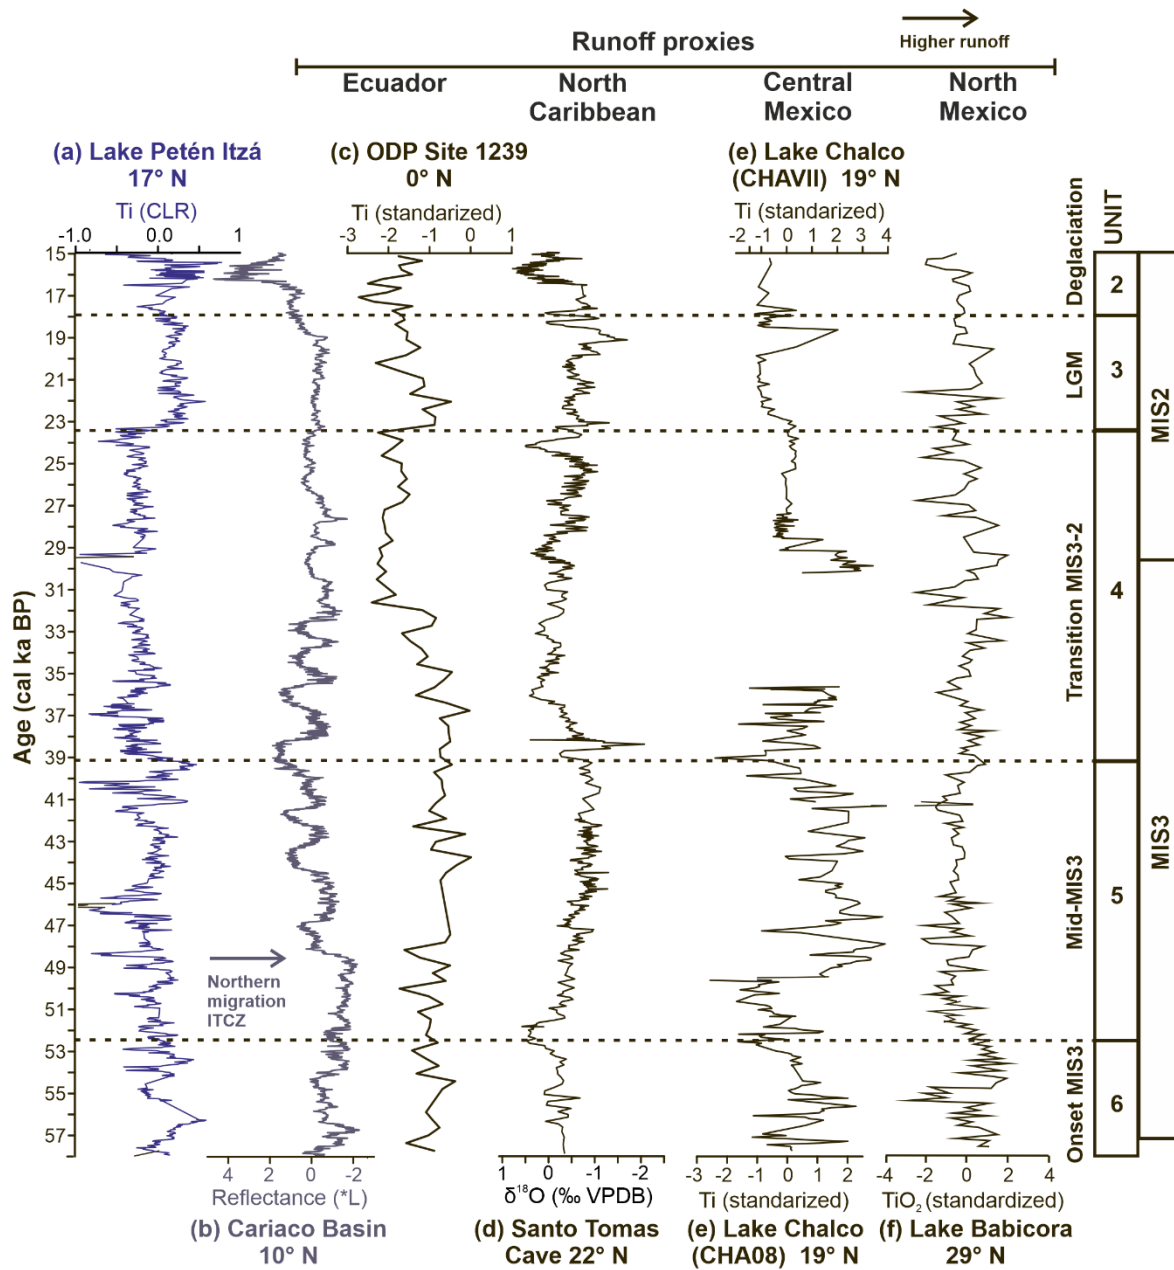 Runoff proxies
Higher runoff
Ecuador
North
Caribbean
Central
Mexico
North
Mexico
(a) Lake Petén Itzá
17° N
(c) ODP Site 1239
0° N
(e) Lake Chalco
(CHAVII) 19° N
Ti (CLR)
-1.0 0.0 1
Ti (standarized)
-3 -2 -1 0 1
Ti (standarized)
-2 -1 0 1 2 3 4
Age (cal ka BP)
15
17
19
21
23
25
27
29
31
33
35
37
39
41
43
45
47
49
51
53
55
57
Northern
migration
ITCZ
Deglaciation
LGM
Transition MIS3-2
Mid-MIS3
Onset MIS3
UNIT
2
3
4
5
6
MIS2
MIS3
4 2 0 -2
Reflectance (*L)
(b) Cariaco Basin
10° N
1 0 -1 -2
δ¹⁸O (‰ VPDB)
(d) Santo Tomas
Cave 22° N
-3 -2 -1 0 1 2
Ti (standarized)
(e) Lake Chalco
(CHA08) 19° N
-4 -2 0 2 4
TiO₂ (standardized)
(f) Lake Babicora
29° N